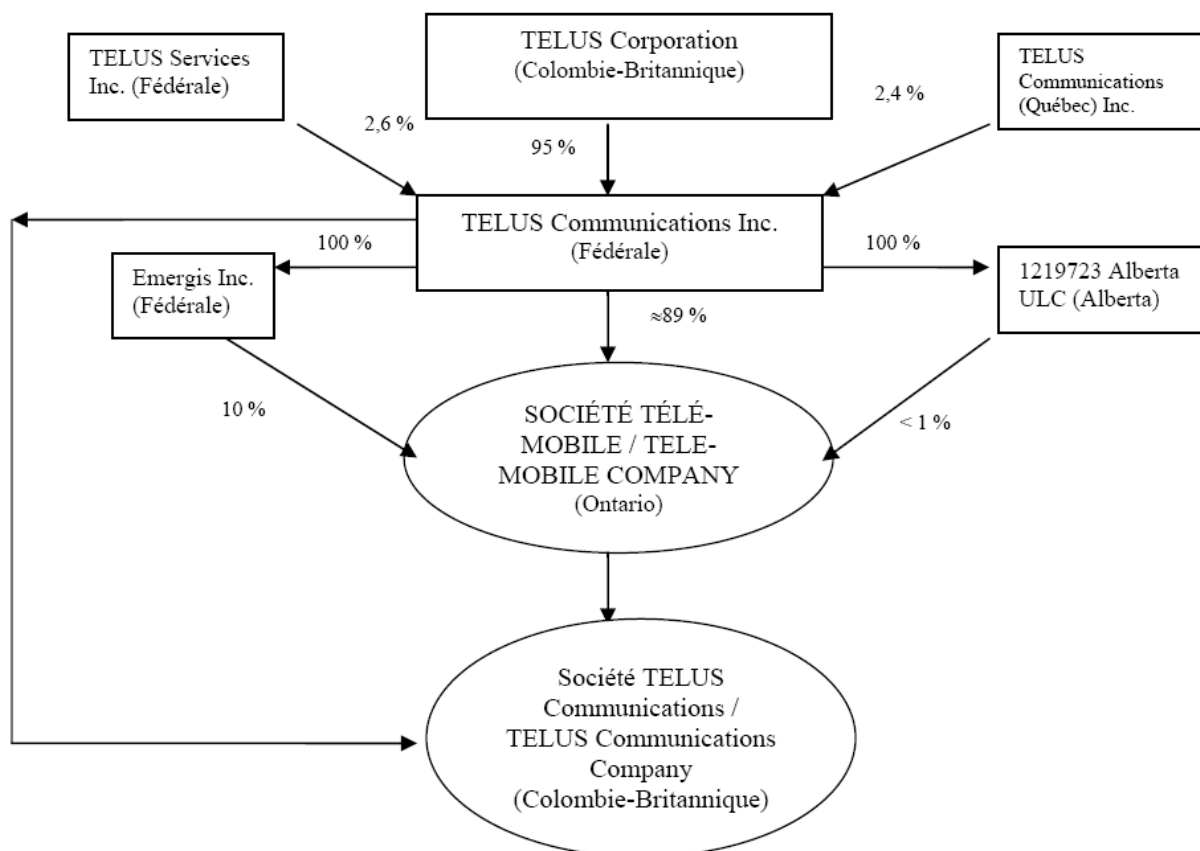 TELUS Services
Inc. (Fédérale)
TELUS Corporation
(Colombie-Britannique)
TELUS
Communications
(Québec) Inc.
2,6 %
95 %
2,4 %
TELUS Communications Inc.
(Fédérale)
100 %
100 %
Emergis Inc.
(Fédérale)
1219723 Alberta
ULC (Alberta)
≈89 %
10 %
< 1 %
SOCIÉTÉ TÉLÉ-
MOBILE / TELE-
MOBILE COMPANY
(Ontario)
Société TELUS
Communications /
TELUS Communications
Company
(Colombie-Britannique)